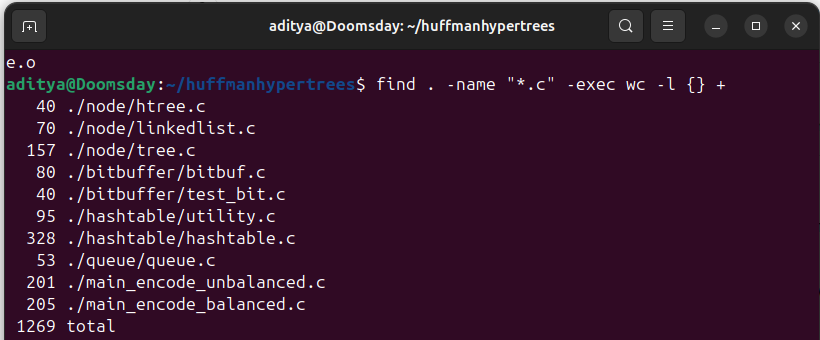 aditya@Doomsday: ~/huffmanhypertrees
e.o
aditya@Doomsday:~/huffmanhypertrees$ find . -name "*.c" -exec wc -l {} +
40 ./node/htree.c
70 ./node/linkedlist.c
157 ./node/tree.c
80 ./bitbuffer/bitbuf.c
40 ./bitbuffer/test_bit.c
95 ./hashtable/utility.c
328 ./hashtable/hashtable.c
53 ./queue/queue.c
201 ./main_encode_unbalanced.c
205 ./main_encode_balanced.c
1269 total